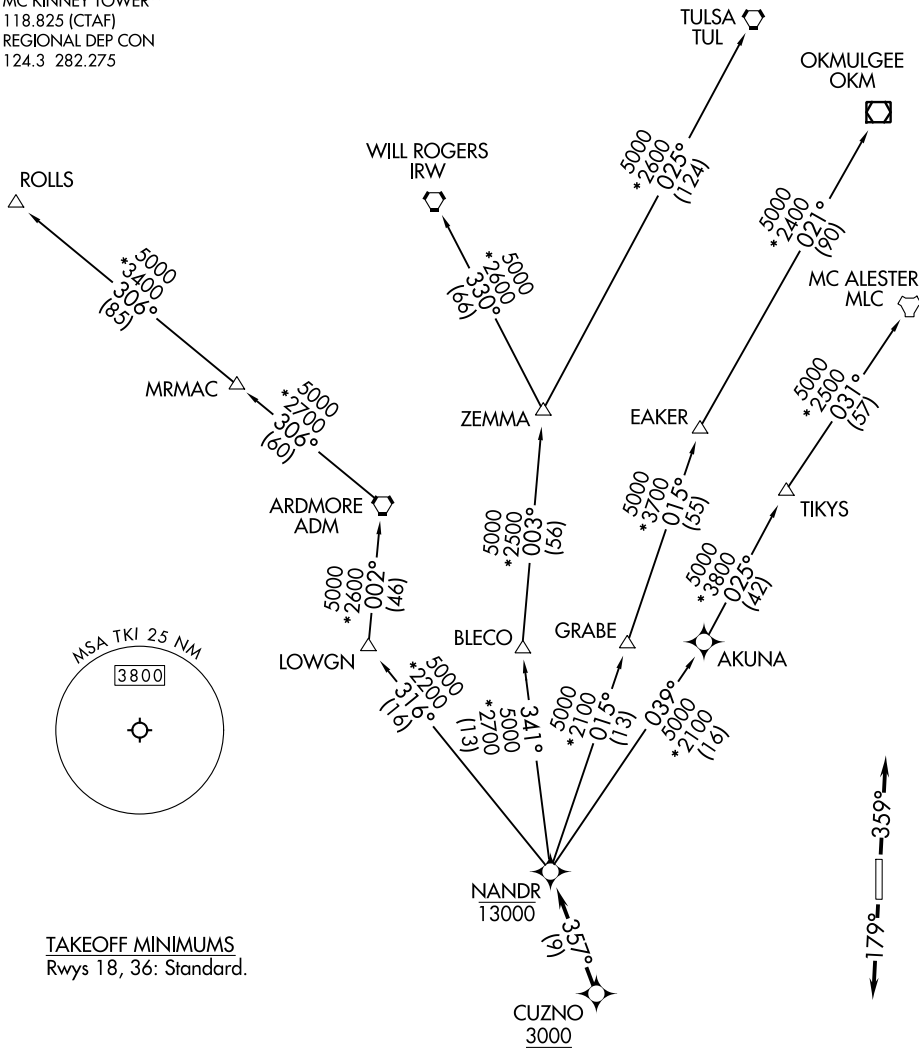 MC KINNEY TOWER
118.825 (CTAF)
REGIONAL DEP CON
124.3 282.275
TULSA
TUL
OKMULGEE
OKM
5000
*2600
025°
(124)
WILL ROGERS
IRW
ROLLS
5000
*2400
021°
(90)
5000
*3400
306°
(85)
5000
*2600
330°
(66)
MC ALESTER
MLC
MRMAC
5000
*2700
306°
(60)
ZEMMA
EAKER
5000
*2500
031°
(57)
ARDMORE
ADM
5000
*2500
003°
(56)
5000
*3700
015°
(55)
TIKYS
5000
*2600
002°
(46)
5000
*3800
025°
(42)
LOWGN
BLECO
GRABE
AKUNA
MSA TKI 25 NM
3800
5000
*2200
316°
(16)
341°
5000
*2700
(13)
5000
*2100
015°
(13)
039°
5000
*2100
(16)
359°
179°
NANDR
13000
357°
(9)
TAKEOFF MINIMUMS
Rwys 18, 36: Standard.
CUZNO
3000